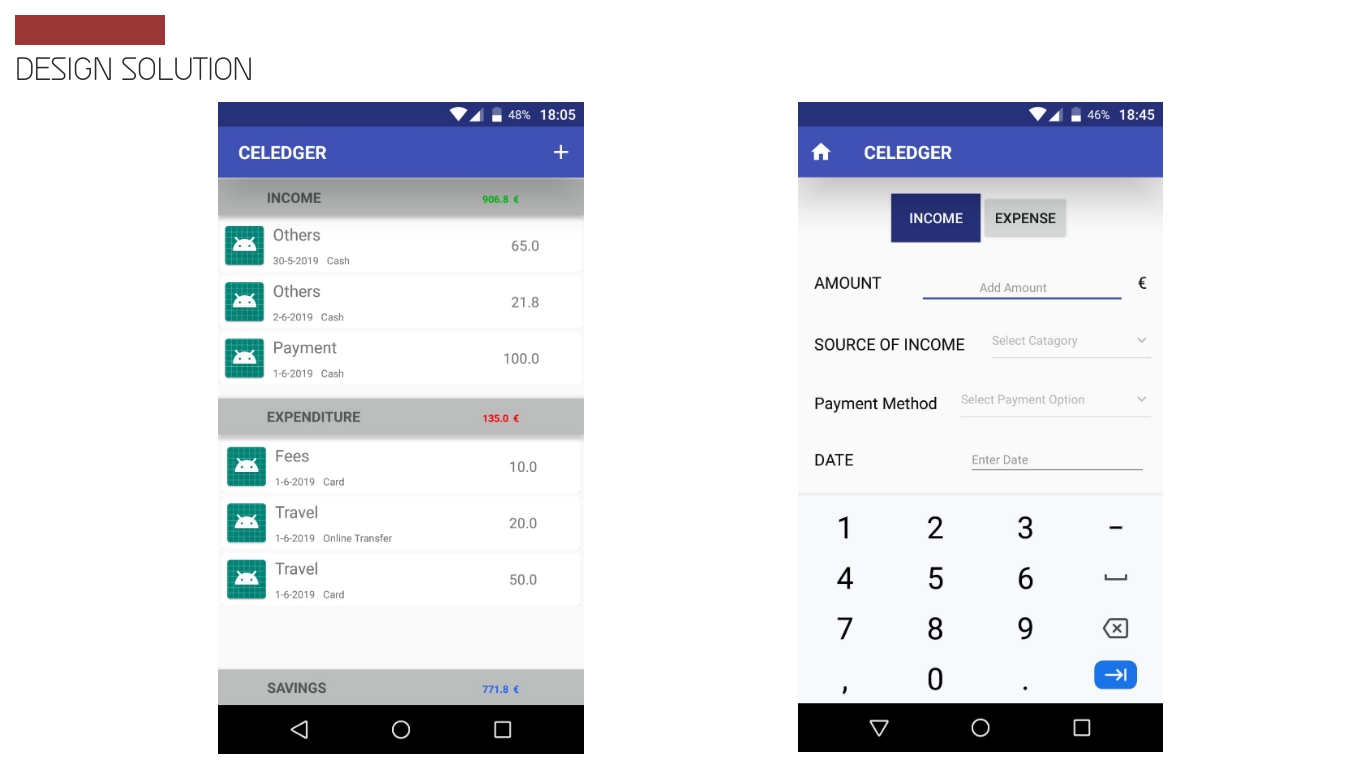 DESIGN SOLUTION
48% 18:05
CELEDGER +
INCOME 906.8 €
Others
65.0
30-5-2019 Cash
Others
21.8
2-6-2019 Cash
Payment
100.0
1-6-2019 Cash
EXPENDITURE 135.0 €
Fees
10.0
1-6-2019 Card
Travel
20.0
1-6-2019 Online Transfer
Travel
50.0
1-6-2019 Card
SAVINGS 771.8 €
46% 18:45
CELEDGER
INCOME EXPENSE
AMOUNT Add Amount €
SOURCE OF INCOME Select Catagory
Payment Method Select Payment Option
DATE Enter Date
1 2 3 -
4 5 6
7 8 9
, 0 .